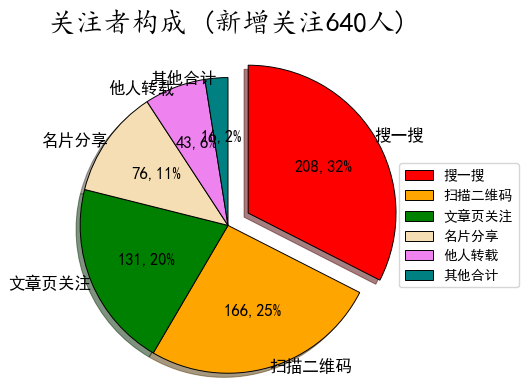 关注者构成 (新增关注640人)
其他合计
他人转载
16,2%
搜一搜
名片分享
43,6%
76,11%
208,32%
搜一搜
扫描二维码
文章页关注
名片分享
他人转载
其他合计
131,20%
文章页关注
166,25%
扫描二维码